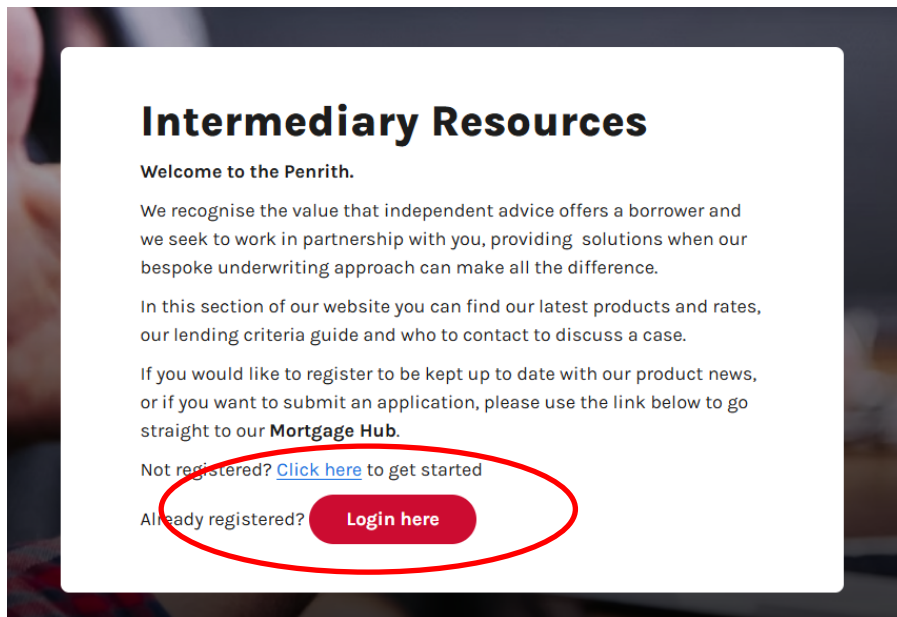 Intermediary Resources
Welcome to the Penrith.
We recognise the value that independent advice offers a borrower and
we seek to work in partnership with you, providing  solutions when our
bespoke underwriting approach can make all the difference.
In this section of our website you can find our latest products and rates,
our lending criteria guide and who to contact to discuss a case.
If you would like to register to be kept up to date with our product news,
or if you want to submit an application, please use the link below to go
straight to our Mortgage Hub.
Not registered? Click here to get started
Already registered? Login here